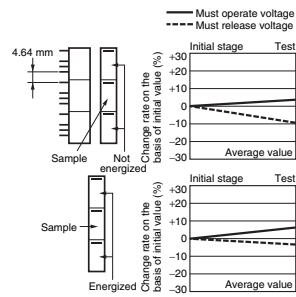 Must operate voltage
Must release voltage
4.64 mm
Sample
Not
energized
Change rate on the
basis of initial value (%)
Initial stage
Test
+30
+20
+10
0
−10
−20
−30
Average value
Sample
Energized
Change rate on the
basis of initial value (%)
Initial stage
Test
+30
+20
+10
0
−10
−20
−30
Average value